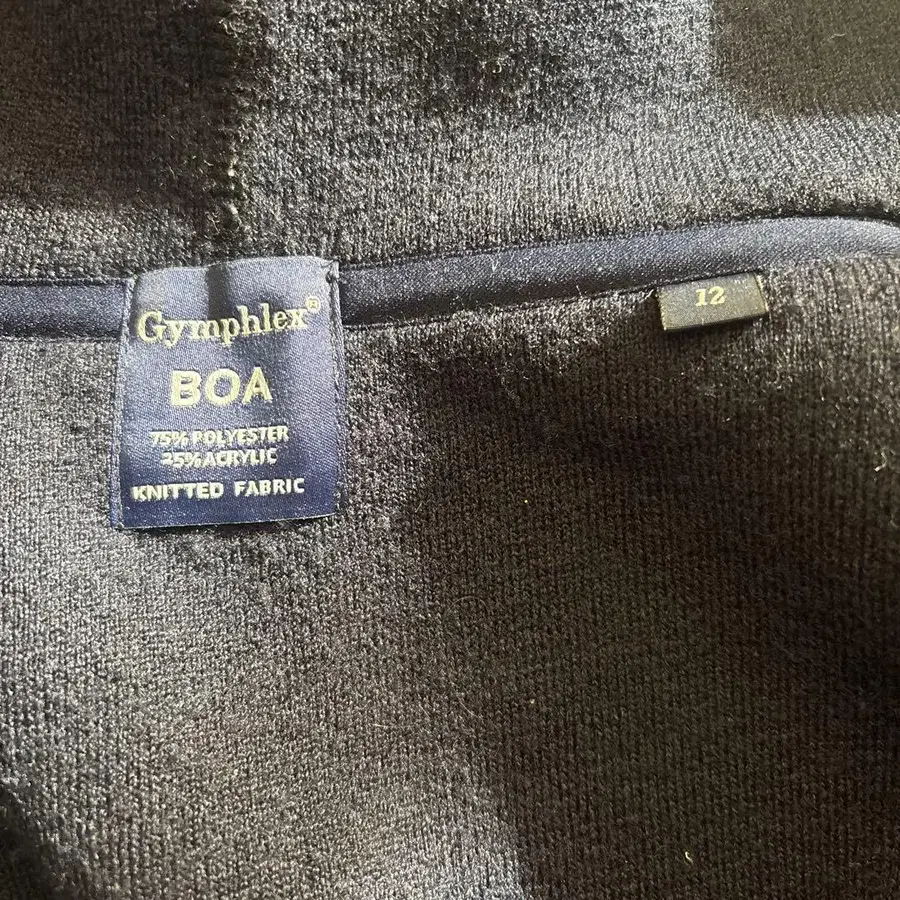 Gymphlex®
BOA
75% POLYESTER
25% ACRYLIC
KNITTED FABRIC
12